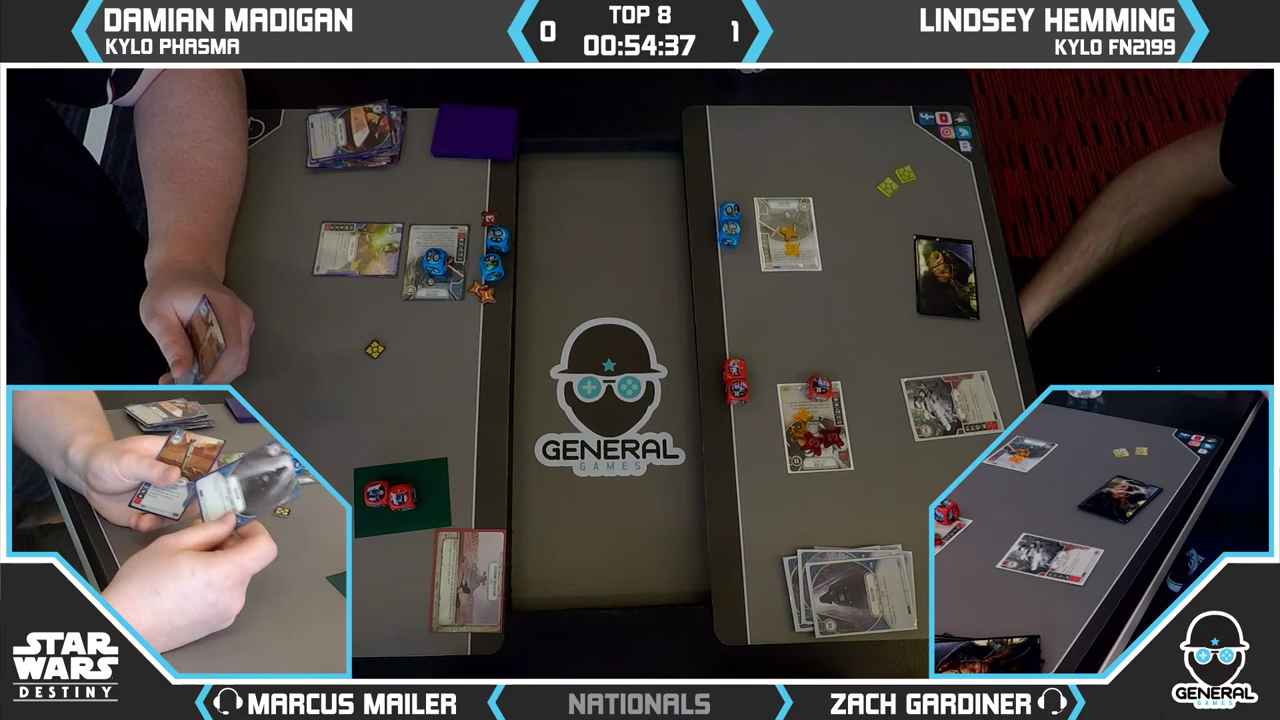 DAMIAN MADIGAN
KYLO PHASMA
0
TOP 8
00:54:37
1
LINDSEY HEMMING
KYLO FN2199
GENERAL
GAMES
STAR
WARS
DESTINY
MARCUS MAILER
NATIONALS
ZACH GARDINER
GENERAL
GAMES